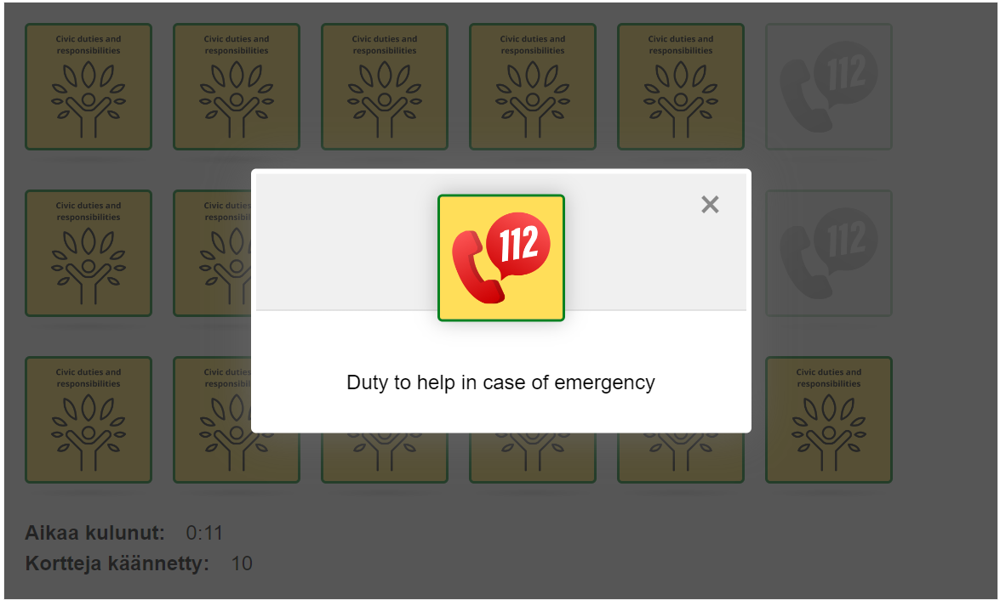 Civic duties and
responsibilities
Civic duties and
responsibilities
Civic duties and
responsibilities
Civic duties and
responsibilities
Civic duties and
responsibilities
112
Civic duties and
responsibilities
Civic duties
112
112
Duty to help in case of emergency
Civic duties and
responsibilities
Civic duties
Civic duties and
responsibilities
Aikaa kulunut: 0:11
Kortteja käännetty: 10